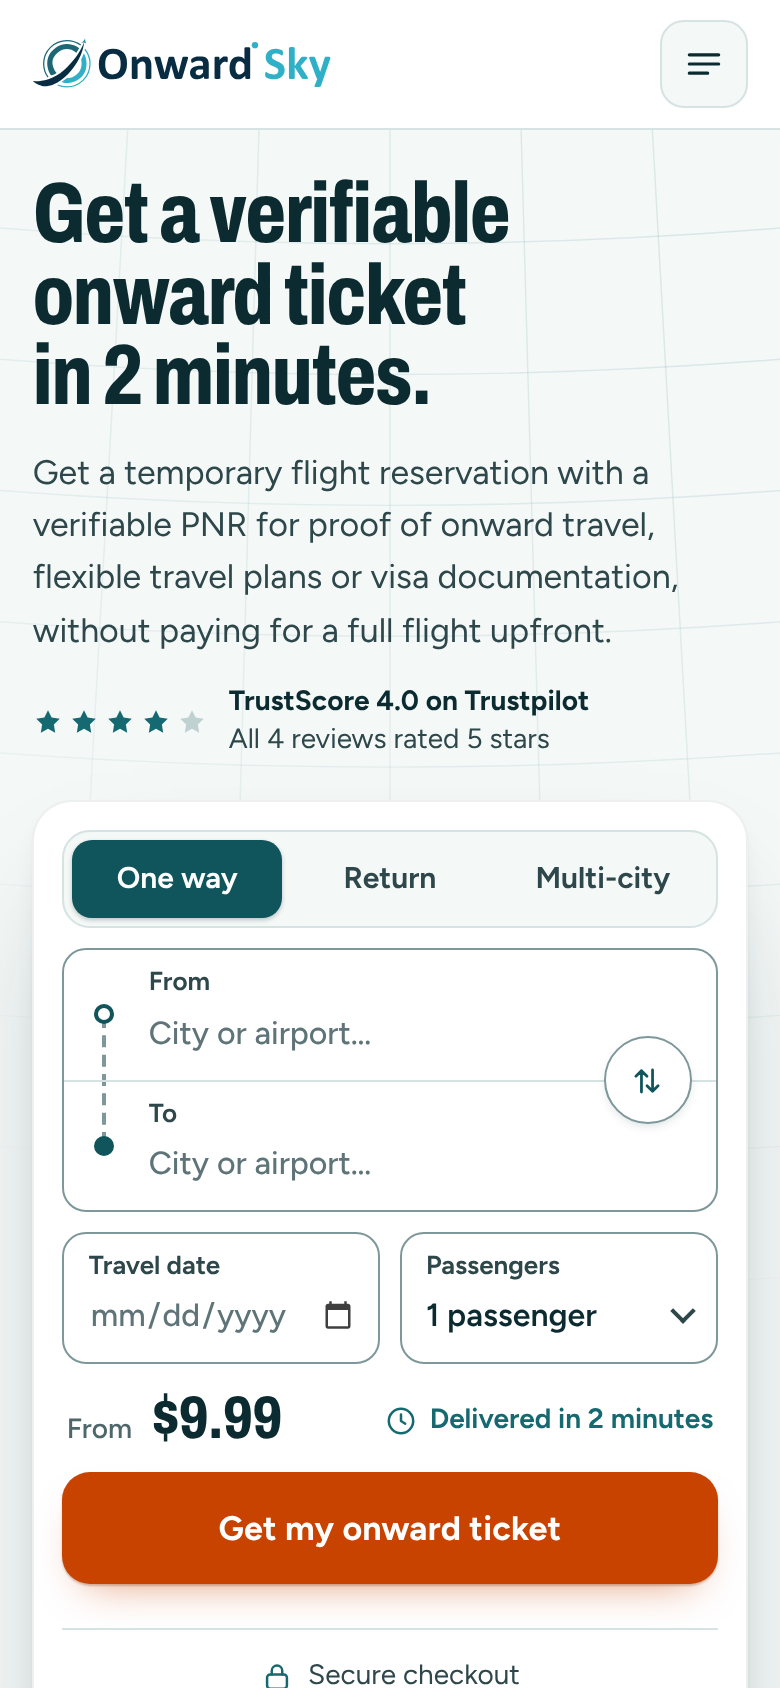 Onward Sky
Get a verifiable
onward ticket
in 2 minutes.
Get a temporary flight reservation with a
verifiable PNR for proof of onward travel,
flexible travel plans or visa documentation,
without paying for a full flight upfront.
TrustScore 4.0 on Trustpilot
All 4 reviews rated 5 stars
One way Return Multi-city
From
City or airport...
To
City or airport...
Travel date Passengers
mm/dd/yyyy 1 passenger
From $9.99 Delivered in 2 minutes
Get my onward ticket
Secure checkout